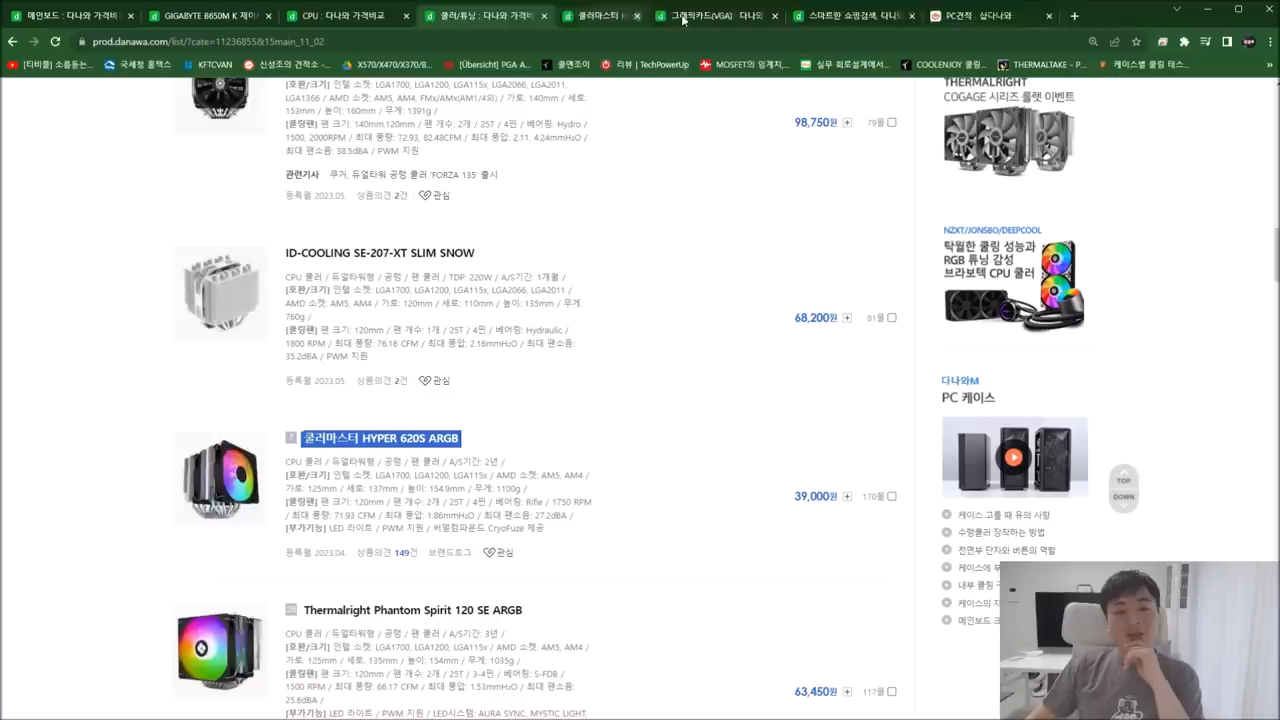 메인보드 : 다나와 가격비
GIGABYTE B650M K 제이
CPU : 다나와 가격비교
쿨러/튜닝 : 다나와 가격비
쿨러마스터 H
그래픽카드(VGA) : 다나와
스마트한 쇼핑검색, 다나
PC견적 : 샵다나와
prod.danawa.com/list/?cate=11236855&15main_11_02
[티비플] 소름돋는...
국세청 홈택스
KFTCVAN
신성조의 견적소 -...
X570/X470/X370/B...
[Übersicht] PGA A...
쿨엔조이
리뷰 | TechPowerUp
MOSFET의 임계치,...
실무 회로설계에서...
COOLENJOY 쿨링...
THERMALTAKE - P...
케이스별 쿨링 테스...
[호환/크기] 인텔 소켓: LGA1700, LGA1200, LGA115x, LGA2066, LGA2011,
LGA1366 / AMD 소켓: AM5, AM4, FMx/AMx(AM1/4외) / 가로: 140mm / 세로:
153mm / 높이: 160mm / 무게: 1391g /
[쿨링팬] 팬 크기: 140mm,120mm / 팬 개수: 2개 / 25T / 4핀 / 베어링: Hydro /
1500, 2000RPM / 최대 풍량: 72.93, 82.48CFM / 최대 풍압: 2.11, 4.24mmH₂O /
최대 팬소음: 38.5dBA / PWM 지원
98,750원
79몰
관련기사 쿠거, 듀얼타워 공랭 쿨러 'FORZA 135' 출시
등록월 2023.05. 상품의견 2건 관심
ID-COOLING SE-207-XT SLIM SNOW
CPU 쿨러 / 듀얼타워형 / 공랭 / 팬 쿨러 / TDP: 220W / A/S기간: 1개월 /
[호환/크기] 인텔 소켓: LGA1700, LGA1200, LGA115x, LGA2066, LGA2011 /
AMD 소켓: AM5, AM4 / 가로: 120mm / 세로: 110mm / 높이: 135mm / 무게:
760g /
[쿨링팬] 팬 크기: 120mm / 팬 개수: 1개 / 25T / 4핀 / 베어링: Hydraulic /
1800 RPM / 최대 풍량: 76.16 CFM / 최대 풍압: 2.16mmH₂O / 최대 팬소음:
35.2dBA / PWM 지원
68,200원
81몰
등록월 2023.05. 상품의견 2건 관심
7 쿨러마스터 HYPER 620S ARGB
CPU 쿨러 / 듀얼타워형 / 공랭 / 팬 쿨러 / A/S기간: 2년 /
[호환/크기] 인텔 소켓: LGA1700, LGA1200, LGA115x / AMD 소켓: AM5, AM4 /
가로: 125mm / 세로: 137mm / 높이: 154.9mm / 무게: 1100g /
[쿨링팬] 팬 크기: 120mm / 팬 개수: 2개 / 25T / 4핀 / 베어링: Rifle / 1750 RPM
/ 최대 풍량: 71.93 CFM / 최대 풍압: 1.86mmH₂O / 최대 팬소음: 27.2dBA /
[부가기능] LED 라이트 / PWM 지원 / 써멀컴파운드: CryoFuze 제공
39,000원
170몰
등록월 2023.04. 상품의견 149건 브랜드로그 관심
Thermalright Phantom Spirit 120 SE ARGB
CPU 쿨러 / 듀얼타워형 / 공랭 / 팬 쿨러 / A/S기간: 3년 /
[호환/크기] 인텔 소켓: LGA1700, LGA1200, LGA115x / AMD 소켓: AM5, AM4 /
가로: 125mm / 세로: 135mm / 높이: 154mm / 무게: 1035g /
[쿨링팬] 팬 크기: 120mm / 팬 개수: 2개 / 25T / 3-4핀 / 베어링: S-FDB /
1500 RPM / 최대 풍량: 66.17 CFM / 최대 풍압: 1.53mmH₂O / 최대 팬소음:
25.6dBA /
[부가기능] LED 라이트 / PWM 지원 / LED시스템: AURA SYNC, MYSTIC LIGHT,
63,450원
117몰
THERMALRIGHT
COGAGE 시리즈 룰렛 이벤트
NZXT/JONSBO/DEEPCOOL
탁월한 쿨링 성능과
RGB 튜닝 감성
브라보텍 CPU 쿨러
다나와M
PC 케이스
케이스 고를 때 유의 사항
수랭쿨러 장착하는 방법
전면부 단자와 버튼의 역할
케이스에 부
내부 쿨링
케이스의 지
메인보드 크
TOP
DOWN